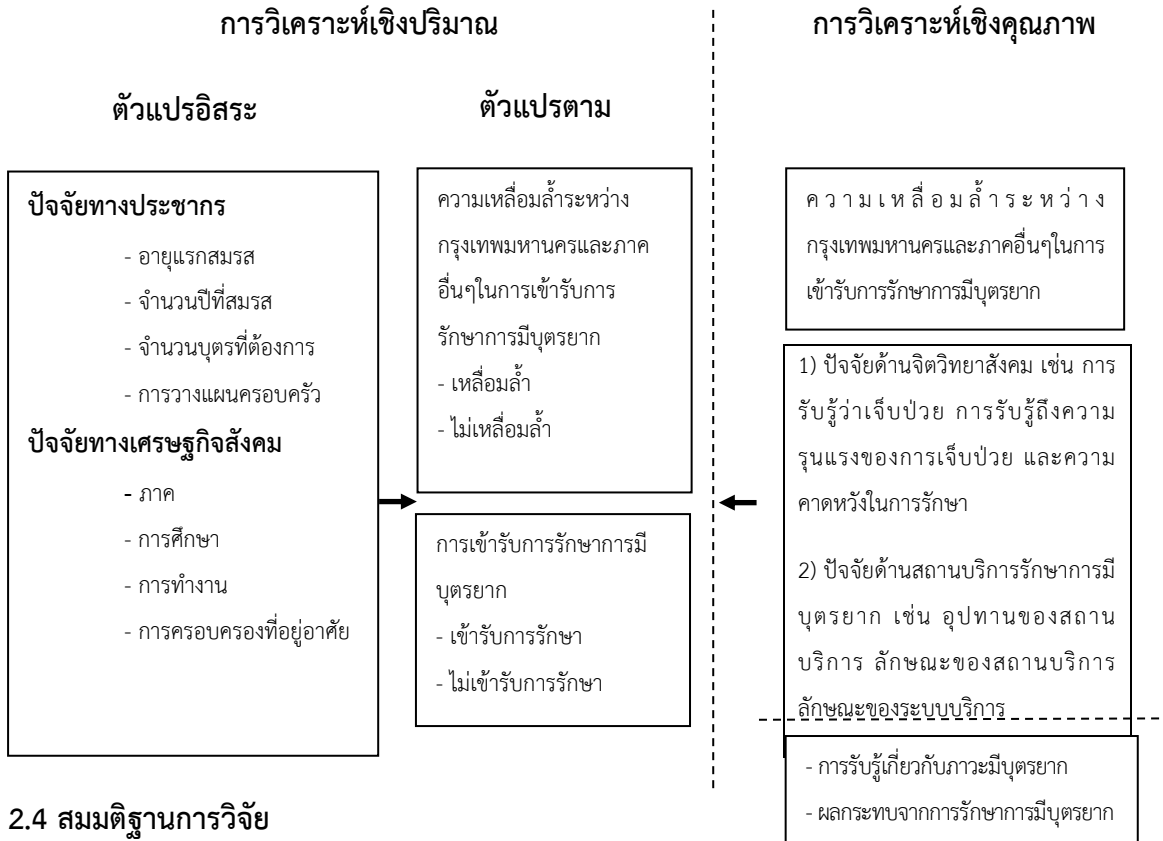 การวิเคราะห์เชิงปริมาณ
การวิเคราะห์เชิงคุณภาพ
ตัวแปรอิสระ
ตัวแปรตาม
ปัจจัยทางประชากร
- อายุแรกสมรส
- จำนวนปีที่สมรส
- จำนวนบุตรที่ต้องการ
- การวางแผนครอบครัว
ปัจจัยทางเศรษฐกิจสังคม
- ภาค
- การศึกษา
- การทำงาน
- การครอบครองที่อยู่อาศัย
ความเหลื่อมล้ำระหว่าง
กรุงเทพมหานครและภาค
อื่นๆในการเข้ารับการ
รักษาการมีบุตรยาก
- เหลื่อมล้ำ
- ไม่เหลื่อมล้ำ
การเข้ารับการรักษาการมี
บุตรยาก
- เข้ารับการรักษา
- ไม่เข้ารับการรักษา
ความเหลื่อมล้ำระหว่าง
กรุงเทพมหานครและภาคอื่นๆในการ
เข้ารับการรักษาการมีบุตรยาก
1) ปัจจัยด้านจิตวิทยาสังคม เช่น การ
รับรู้ว่าเจ็บป่วย การรับรู้ถึงความ
รุนแรงของการเจ็บป่วย และความ
คาดหวังในการรักษา
2) ปัจจัยด้านสถานบริการรักษาการมี
บุตรยาก เช่น อุปทานของสถาน
บริการ ลักษณะของสถานบริการ
ลักษณะของระบบบริการ
- การรับรู้เกี่ยวกับภาวะมีบุตรยาก
- ผลกระทบจากการรักษาการมีบุตรยาก
2.4 สมมติฐานการวิจัย